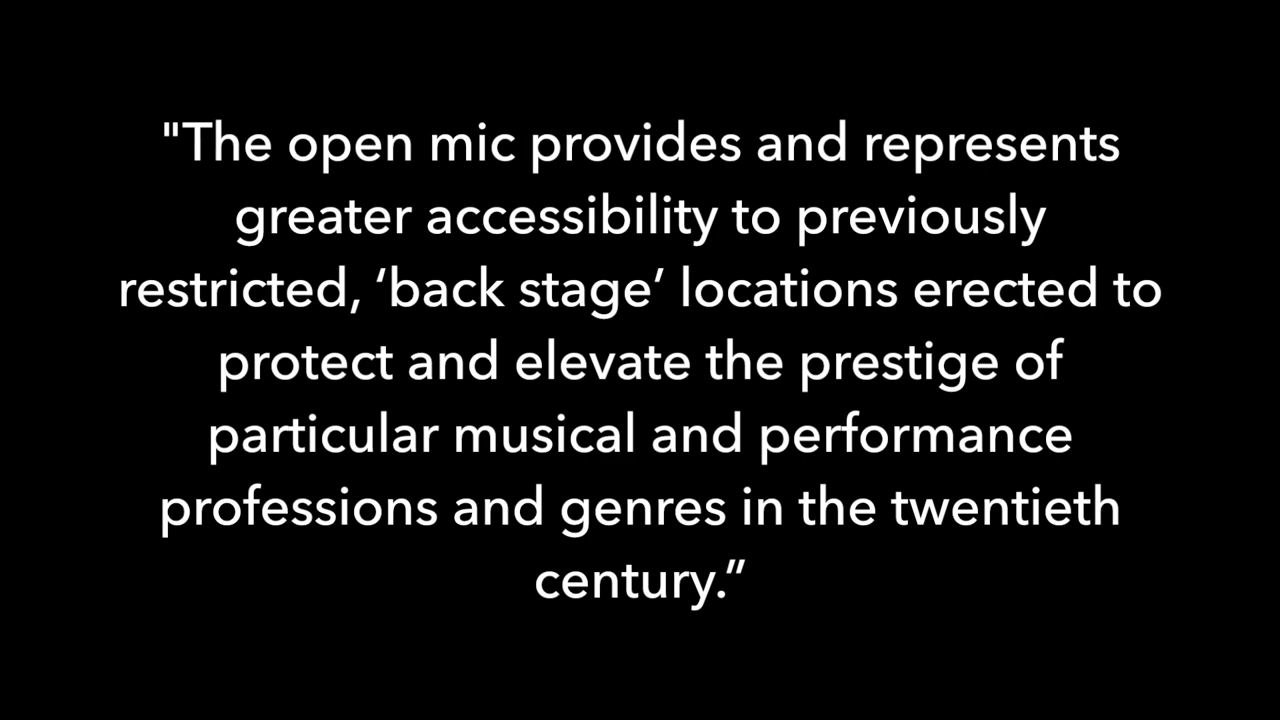 "The open mic provides and represents
greater accessibility to previously
restricted, ‘back stage’ locations erected to
protect and elevate the prestige of
particular musical and performance
professions and genres in the twentieth
century.”